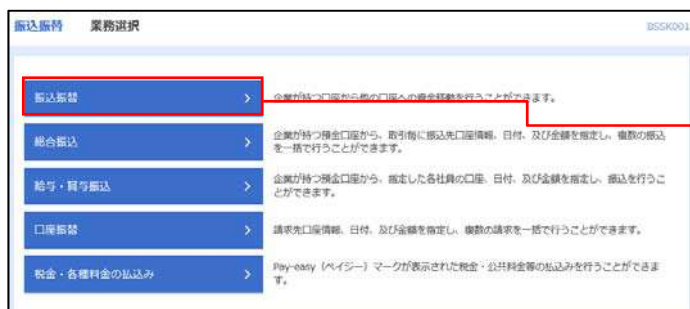 振込振替 業務選択 BSSK001
振込振替 企業が持つ口座から他の口座への資金移動を行うことができます。
総合振込 企業が持つ預金口座から、取引毎に振込先口座情報、日付、及び金額を指定し、複数の振込
を一括で行うことができます。
給与・賞与振込 企業が持つ預金口座から、指定した各社員の口座、日付、及び金額を指定し、振込を行うこ
とができます。
口座振替 請求先口座情報、日付、及び金額を指定し、複数の請求を一括で行うことができます。
税金・各種料金の払込み Pay-easy（ペイジー）マークが表示された税金・公共料金等の払込みを行うことができま
す。